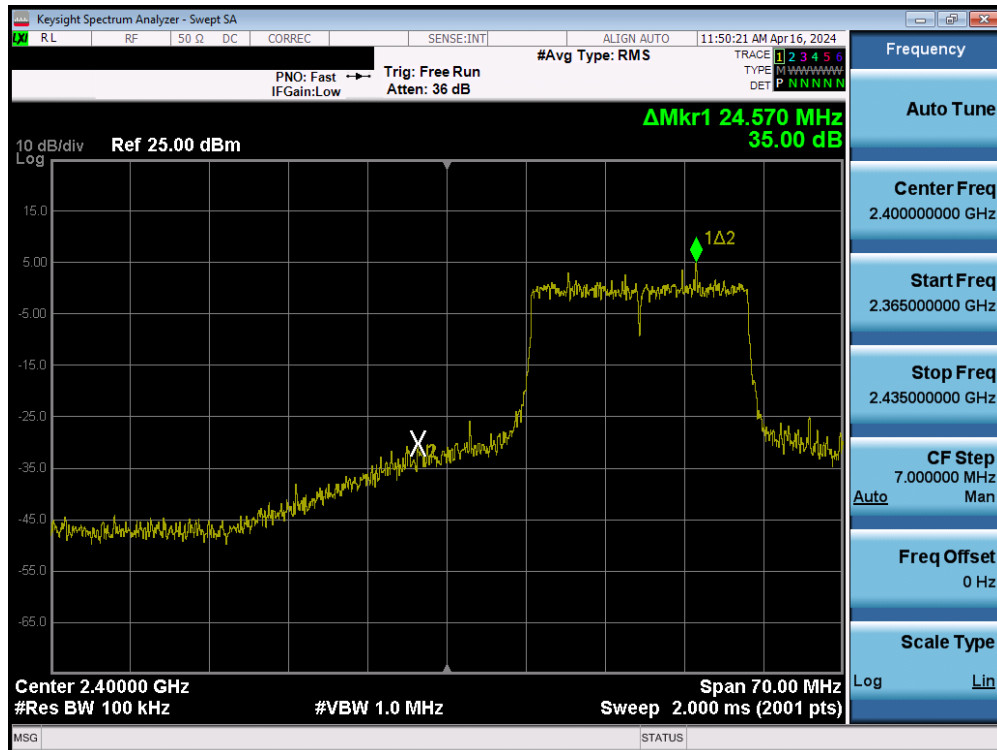 Keysight Spectrum Analyzer - Swept SA
LXI RL RF 50 Ω DC CORREC SENSE:INT ALIGN AUTO 11:50:21 AM Apr 16, 2024
#Avg Type: RMS
TRACE 1 2 3 4 5 6
PNO: Fast Trig: Free Run
TYPE M WWWWW
IFGain:Low Atten: 36 dB
DET P N N N N N
ΔMkr1 24.570 MHz
35.00 dB
10 dB/div Ref 25.00 dBm
Log
15.0
1Δ2
5.00
-5.00
-15.0
-25.0
-35.0
-45.0
-55.0
-65.0
Center 2.40000 GHz Span 70.00 MHz
#Res BW 100 kHz #VBW 1.0 MHz Sweep 2.000 ms (2001 pts)
MSG STATUS
Frequency
Auto Tune
Center Freq
2.400000000 GHz
Start Freq
2.365000000 GHz
Stop Freq
2.435000000 GHz
CF Step
7.000000 MHz
Auto Man
Freq Offset
0 Hz
Scale Type
Log Lin